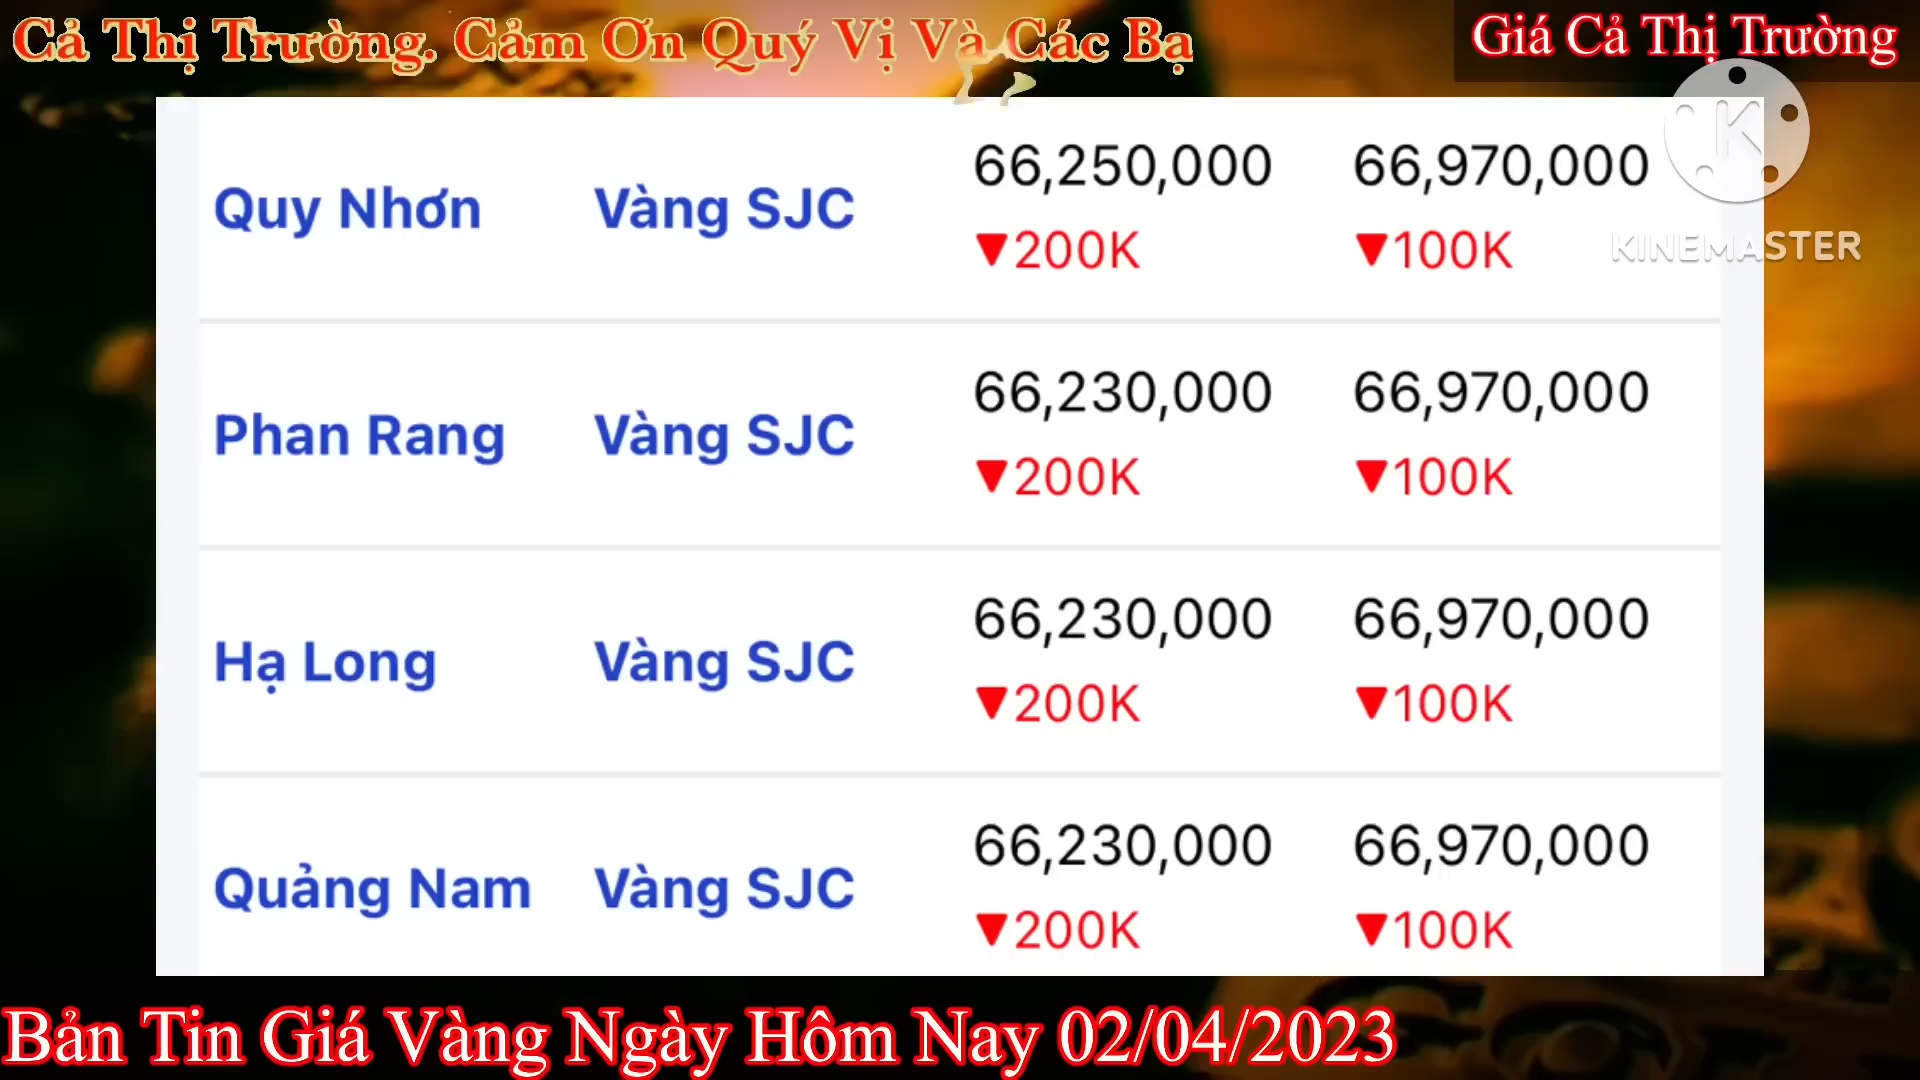 Cả Thị Trường. Cảm Ơn Quý Vị Và Các Bạ
Giá Cả Thị Trường
K
KINEMASTER
Quy Nhơn Vàng SJC 66,250,000 66,970,000
▼200K ▼100K
Phan Rang Vàng SJC 66,230,000 66,970,000
▼200K ▼100K
Hạ Long Vàng SJC 66,230,000 66,970,000
▼200K ▼100K
Quảng Nam Vàng SJC 66,230,000 66,970,000
▼200K ▼100K
Bản Tin Giá Vàng Ngày Hôm Nay 02/04/2023